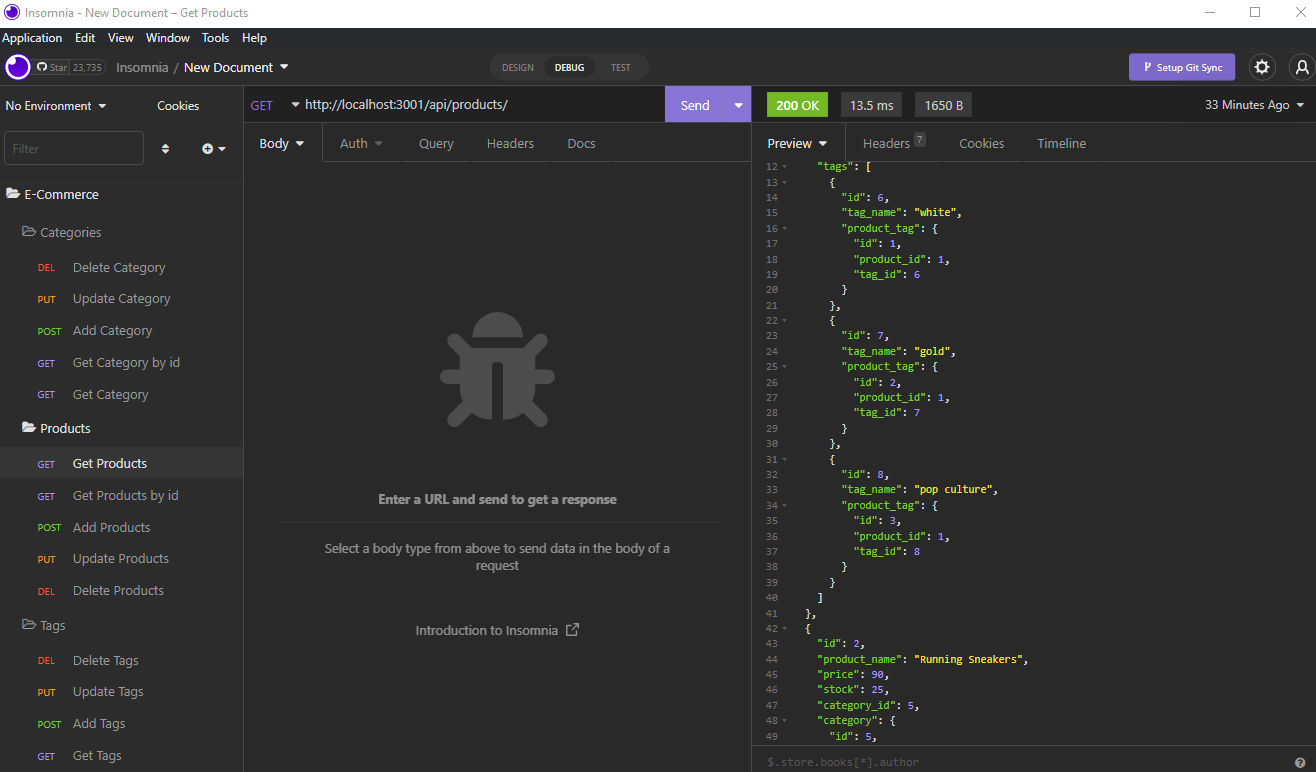 Insomnia - New Document – Get Products
Application Edit View Window Tools Help
Star 23,735 Insomnia / New Document DESIGN DEBUG TEST Setup Git Sync
No Environment Cookies
Filter
E-Commerce
Categories
DEL Delete Category
PUT Update Category
POST Add Category
GET Get Category by id
GET Get Category
Products
GET Get Products
GET Get Products by id
POST Add Products
PUT Update Products
DEL Delete Products
Tags
DEL Delete Tags
PUT Update Tags
POST Add Tags
GET Get Tags
GET http://localhost:3001/api/products/ Send
Body Auth Query Headers Docs
Enter a URL and send to get a response
Select a body type from above to send data in the body of a
request
Introduction to Insomnia
200 OK 13.5 ms 1650 B 33 Minutes Ago
Preview Headers 7 Cookies Timeline
12 "tags": [
13 {
14 "id": 6,
15 "tag_name": "white",
16 "product_tag": {
17 "id": 1,
18 "product_id": 1,
19 "tag_id": 6
20 }
21 },
22 {
23 "id": 7,
24 "tag_name": "gold",
25 "product_tag": {
26 "id": 2,
27 "product_id": 1,
28 "tag_id": 7
29 }
30 },
31 {
32 "id": 8,
33 "tag_name": "pop culture",
34 "product_tag": {
35 "id": 3,
36 "product_id": 1,
37 "tag_id": 8
38 }
39 }
40 ]
41 },
42 {
43 "id": 2,
44 "product_name": "Running Sneakers",
45 "price": 90,
46 "stock": 25,
47 "category_id": 5,
48 "category": {
49 "id": 5,
$.store.books[*].author